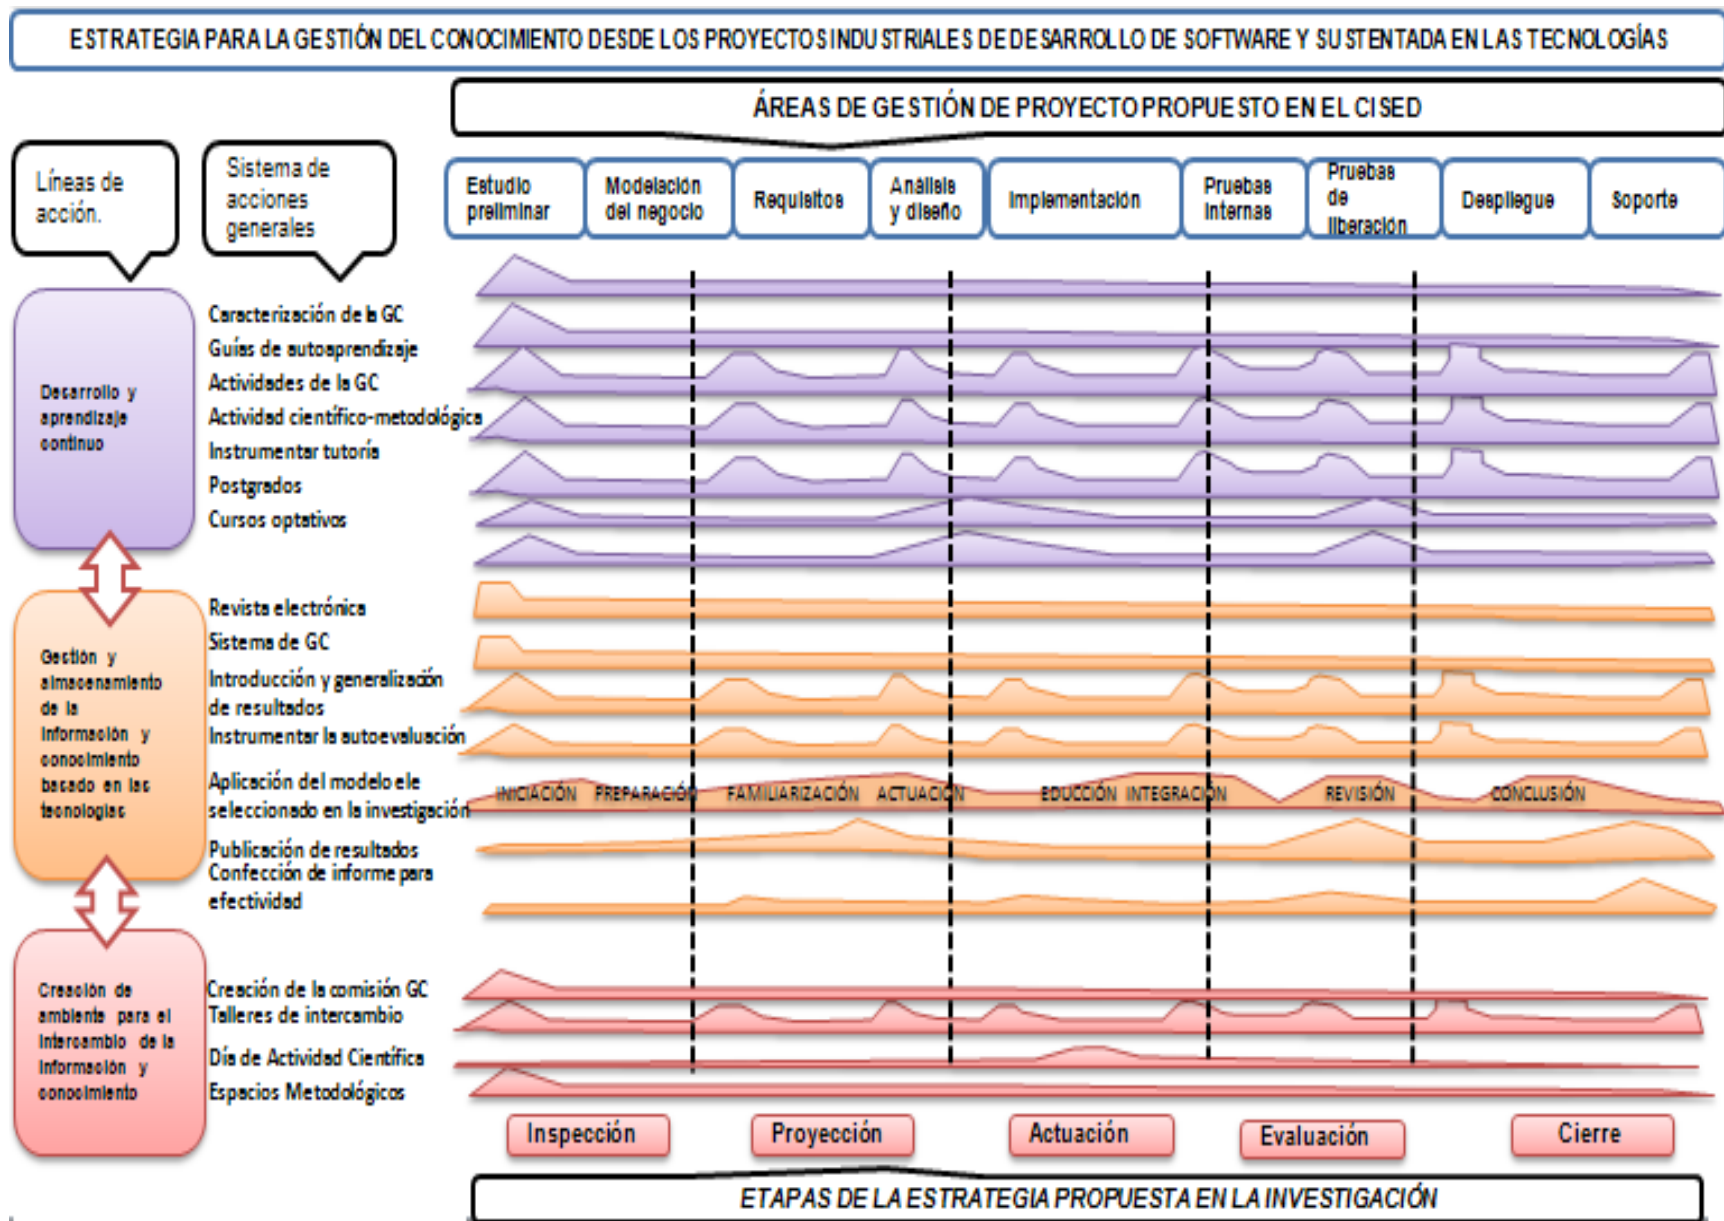 ESTRATEGIA PARA LA GESTIÓN DEL CONOCIMIENTO DESDE LOS PROYECTOS INDUSTRIALES DE DESARROLLO DE SOFTWARE Y SUSTENTADA EN LAS TECNOLOGÍAS
ÁREAS DE GESTIÓN DE PROYECTO PROPUESTO EN EL CISED
Líneas de
acción.
Sistema de
acciones
generales
Estudio
preliminar
Modelación
del negocio
Requisitos
Análisis
y diseño
Implementación
Pruebas
Internas
Pruebas
de
liberación
Despliegue
Soporte
Desarrollo y
aprendizaje
continuo
Caracterización de la GC
Guías de autoaprendizaje
Actividades de la GC
Actividad científico-metodológica
Instrumentar tutoría
Postgrados
Cursos optativos
Gestión y
almacenamiento
de la
Información y
conocimiento
basado en las
tecnologías
Revista electrónica
Sistema de GC
Introducción y generalización
de resultados
Instrumentar la autoevaluación
Aplicación del modelo ele
seleccionado en la investigación
INICIACIÓN PREPARACIÓN FAMILIARIZACIÓN ACTUACIÓN EDUCCIÓN INTEGRACIÓN REVISIÓN CONCLUSIÓN
Publicación de resultados
Confección de informe para
efectividad
Creación de
ambiente para el
Intercambio de la
Información y
conocimiento
Creación de la comisión GC
Talleres de intercambio
Día de Actividad Científica
Espacios Metodológicos
Inspección
Proyección
Actuación
Evaluación
Cierre
ETAPAS DE LA ESTRATEGIA PROPUESTA EN LA INVESTIGACIÓN